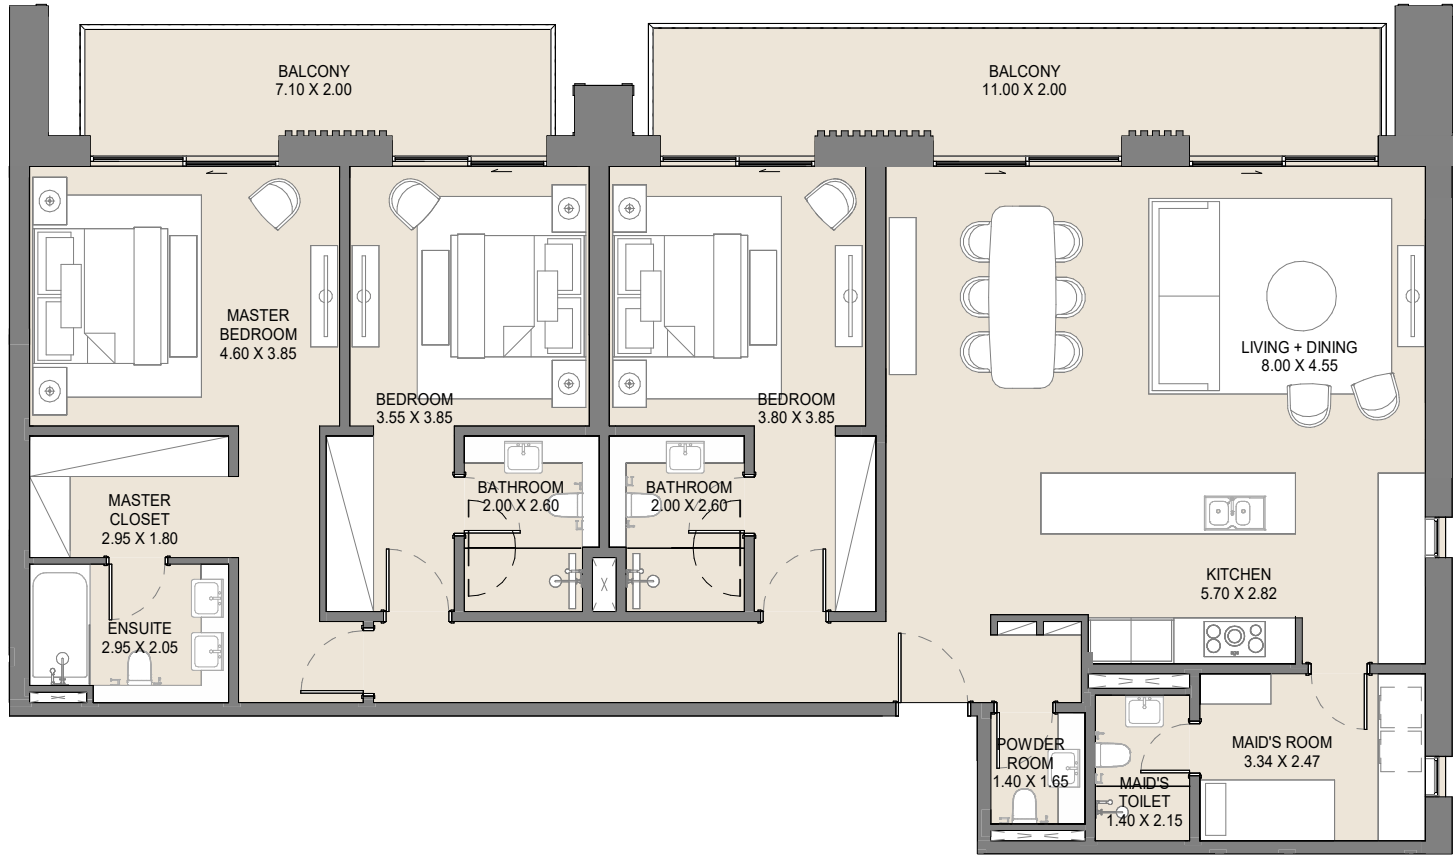 BALCONY
7.10 X 2.00
BALCONY
11.00 X 2.00
MASTER
BEDROOM
4.60 X 3.85
BEDROOM
3.55 X 3.85
BEDROOM
3.80 X 3.85
LIVING + DINING
8.00 X 4.55
MASTER
CLOSET
2.95 X 1.80
BATHROOM
2.00 X 2.60
BATHROOM
2.00 X 2.60
KITCHEN
5.70 X 2.82
ENSUITE
2.95 X 2.05
POWDER
ROOM
1.40 X 1.65
MAID'S
TOILET
1.40 X 2.15
MAID'S ROOM
3.34 X 2.47